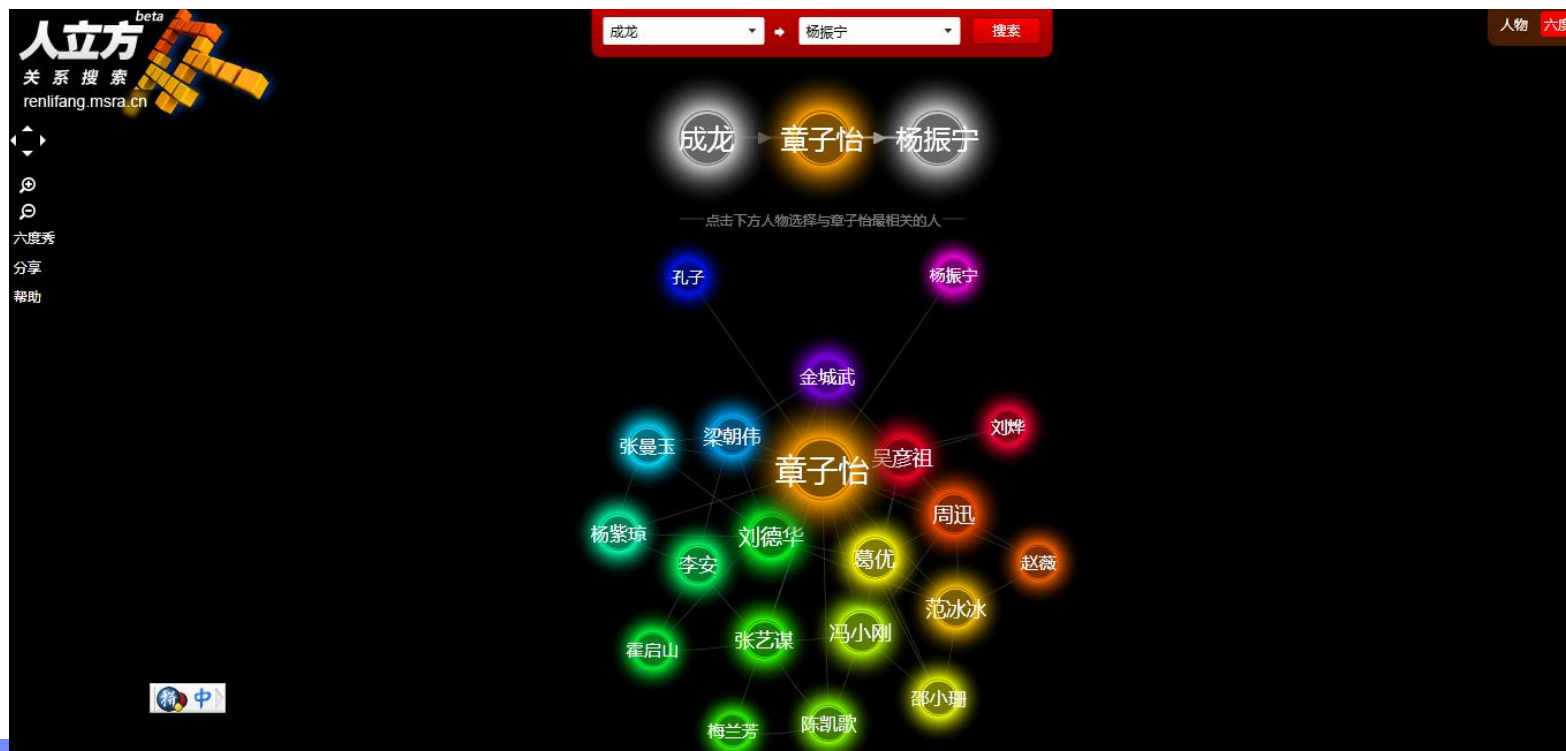 人立方 beta
关系搜索
renlifang.msra.cn
成龙 杨振宁 搜索
人物 六度
成龙 章子怡 杨振宁
点击下方人物选择与章子怡最相关的人
六度秀
分享
帮助
孔子 杨振宁
金城武
张曼玉 梁朝伟 刘烨
章子怡 吴彦祖
杨紫琼 刘德华 周迅
李安 葛优 赵薇
范冰冰
霍启山 张艺谋 冯小刚
邵小珊
梅兰芳 陈凯歌
中